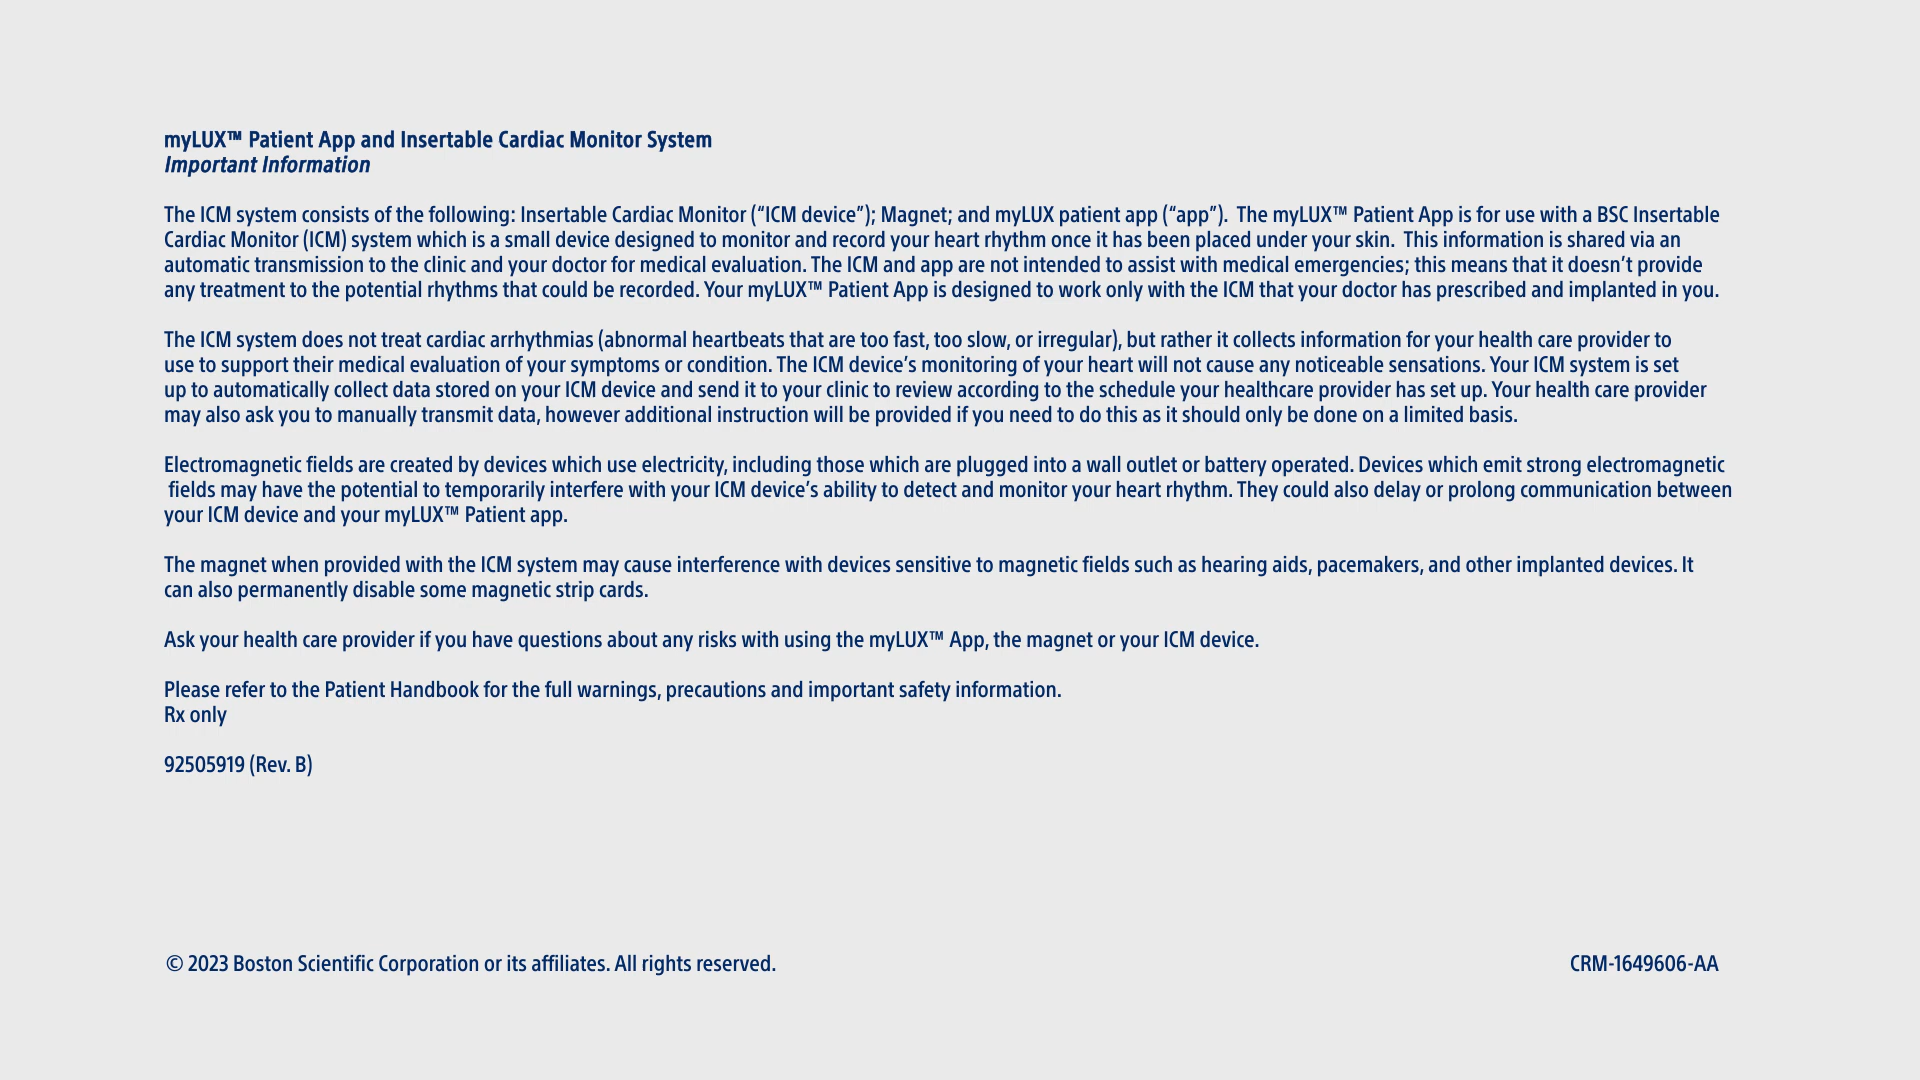 myLUX™ Patient App and Insertable Cardiac Monitor System
Important Information
The ICM system consists of the following: Insertable Cardiac Monitor (“ICM device”); Magnet; and myLUX patient app (“app”).  The myLUX™ Patient App is for use with a BSC Insertable
Cardiac Monitor (ICM) system which is a small device designed to monitor and record your heart rhythm once it has been placed under your skin.  This information is shared via an
automatic transmission to the clinic and your doctor for medical evaluation. The ICM and app are not intended to assist with medical emergencies; this means that it doesn’t provide
any treatment to the potential rhythms that could be recorded. Your myLUX™ Patient App is designed to work only with the ICM that your doctor has prescribed and implanted in you.
The ICM system does not treat cardiac arrhythmias (abnormal heartbeats that are too fast, too slow, or irregular), but rather it collects information for your health care provider to
use to support their medical evaluation of your symptoms or condition. The ICM device’s monitoring of your heart will not cause any noticeable sensations. Your ICM system is set
up to automatically collect data stored on your ICM device and send it to your clinic to review according to the schedule your healthcare provider has set up. Your health care provider
may also ask you to manually transmit data, however additional instruction will be provided if you need to do this as it should only be done on a limited basis.
Electromagnetic fields are created by devices which use electricity, including those which are plugged into a wall outlet or battery operated. Devices which emit strong electromagnetic
fields may have the potential to temporarily interfere with your ICM device’s ability to detect and monitor your heart rhythm. They could also delay or prolong communication between
your ICM device and your myLUX™ Patient app.
The magnet when provided with the ICM system may cause interference with devices sensitive to magnetic fields such as hearing aids, pacemakers, and other implanted devices. It
can also permanently disable some magnetic strip cards.
Ask your health care provider if you have questions about any risks with using the myLUX™ App, the magnet or your ICM device.
Please refer to the Patient Handbook for the full warnings, precautions and important safety information.
Rx only
92505919 (Rev. B)
© 2023 Boston Scientific Corporation or its affiliates. All rights reserved.
CRM-1649606-AA